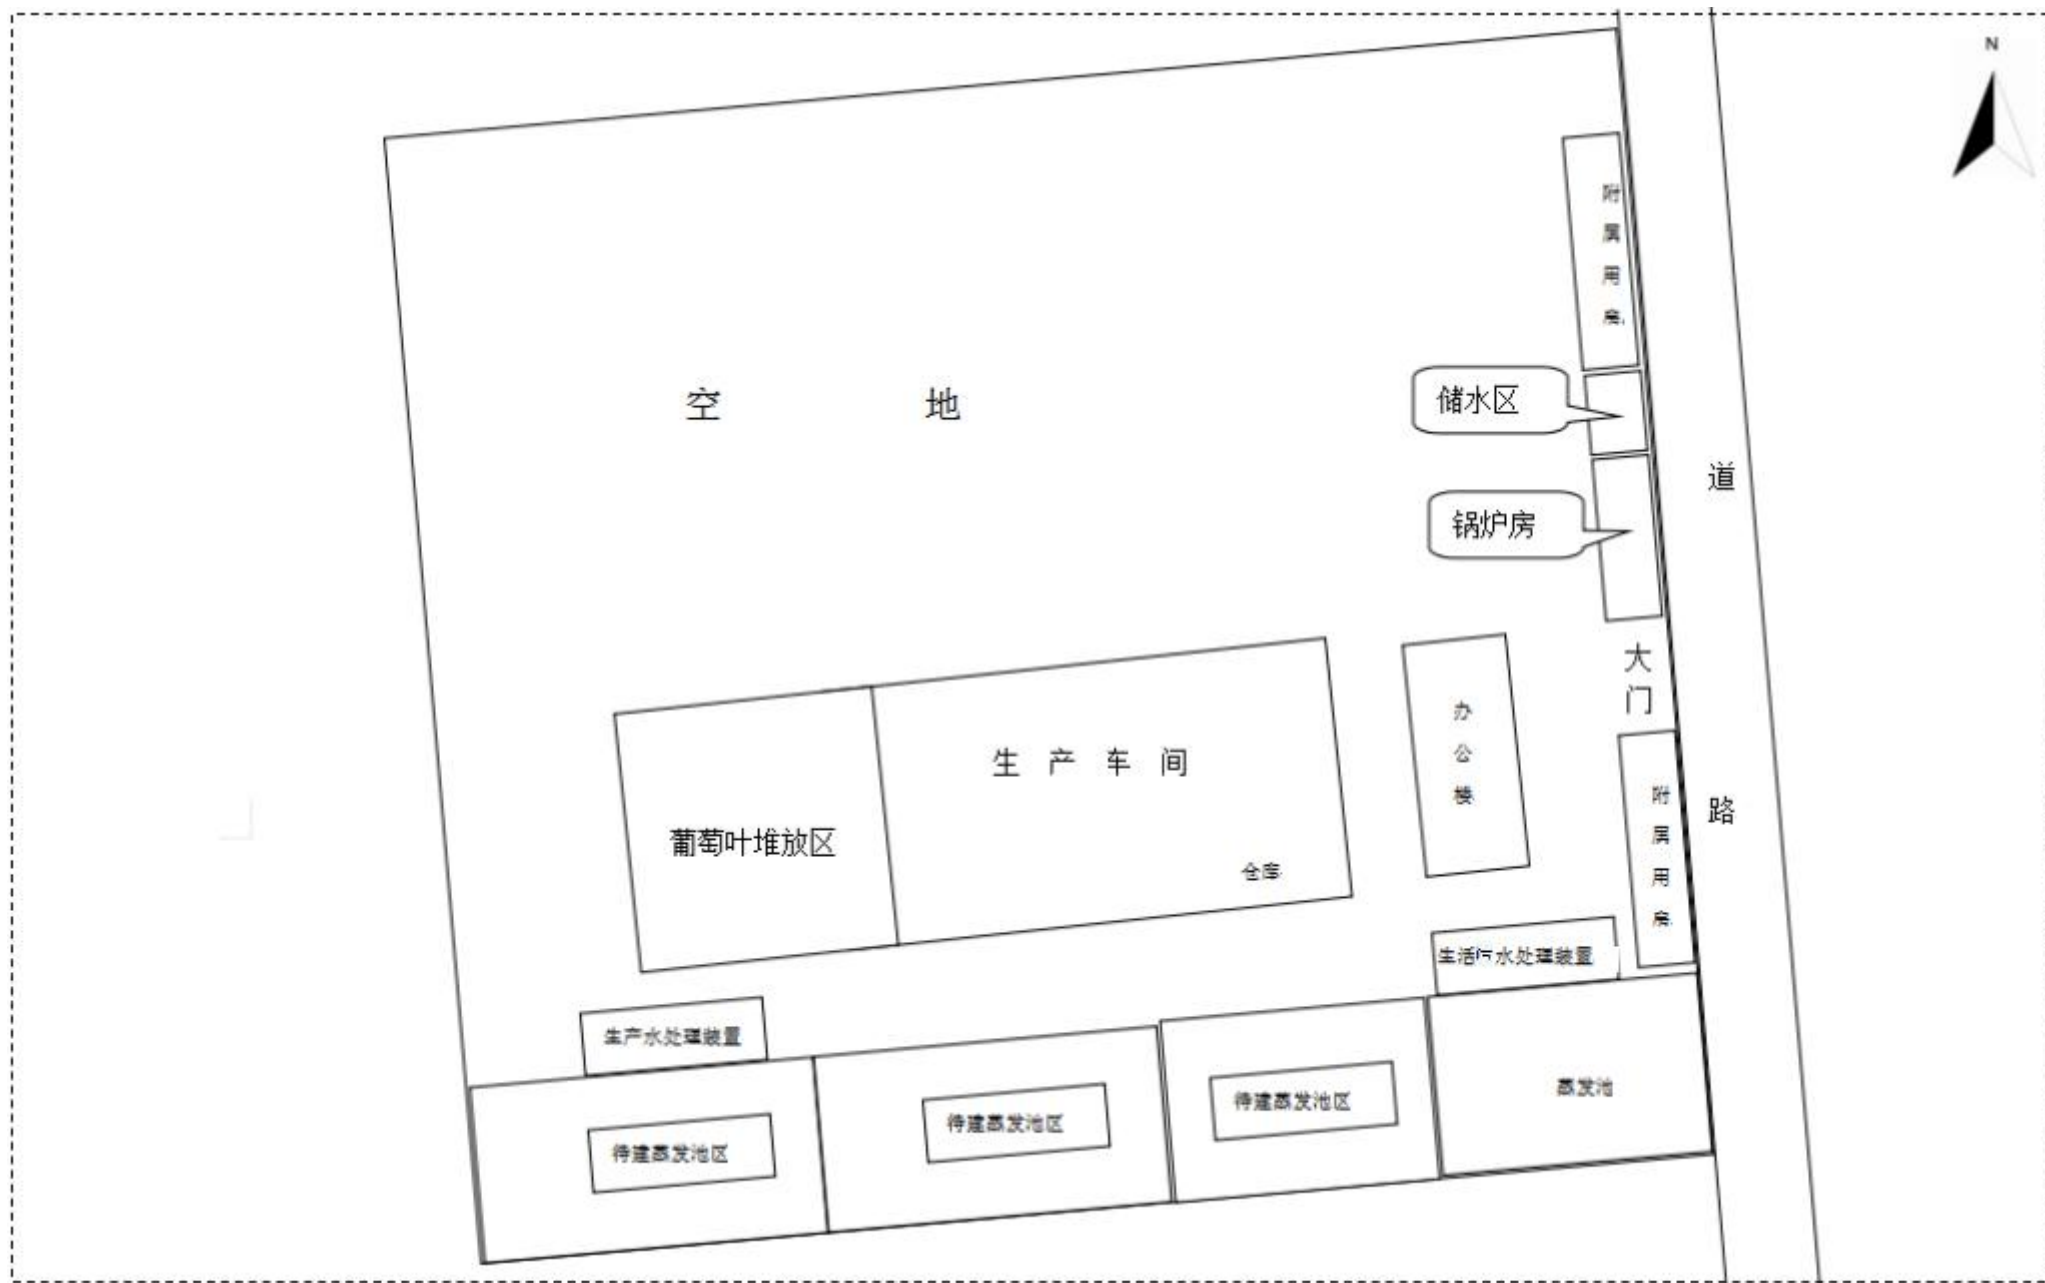 N
附属用房
储水区
空地
道路
锅炉房
大门
办公楼
生产车间
附属用房
葡萄叶堆放区
仓库
生活污水处理装置
生产水处理装置
蒸发池
待建蒸发池区
待建蒸发池区
待建蒸发池区